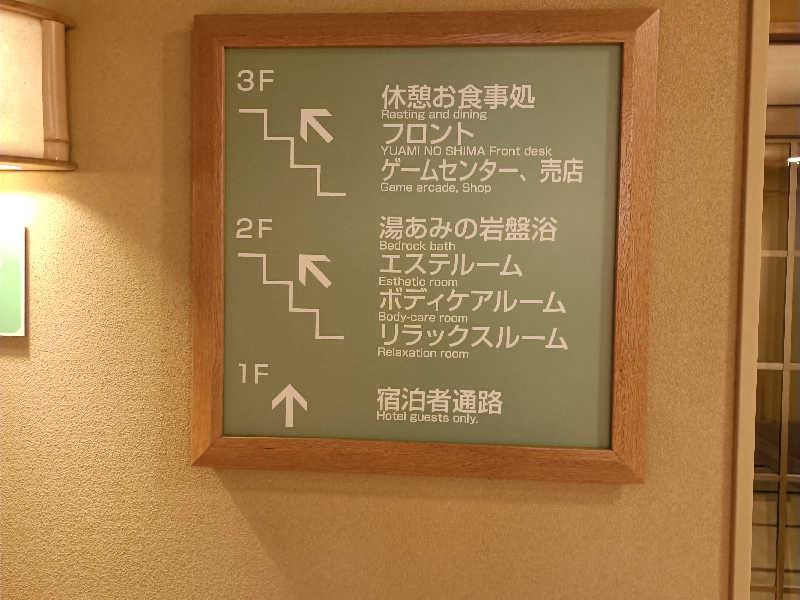 3F
休憩お食事処
Resting and dining
フロント
YUAMI NO SHIMA Front desk
ゲームセンター、売店
Game arcade, Shop
2F
湯あみの岩盤浴
Bedrock bath
エステルーム
Esthetic room
ボディケアルーム
Body-care room
リラックスルーム
Relaxation room
1F
宿泊者通路
Hotel guests only.